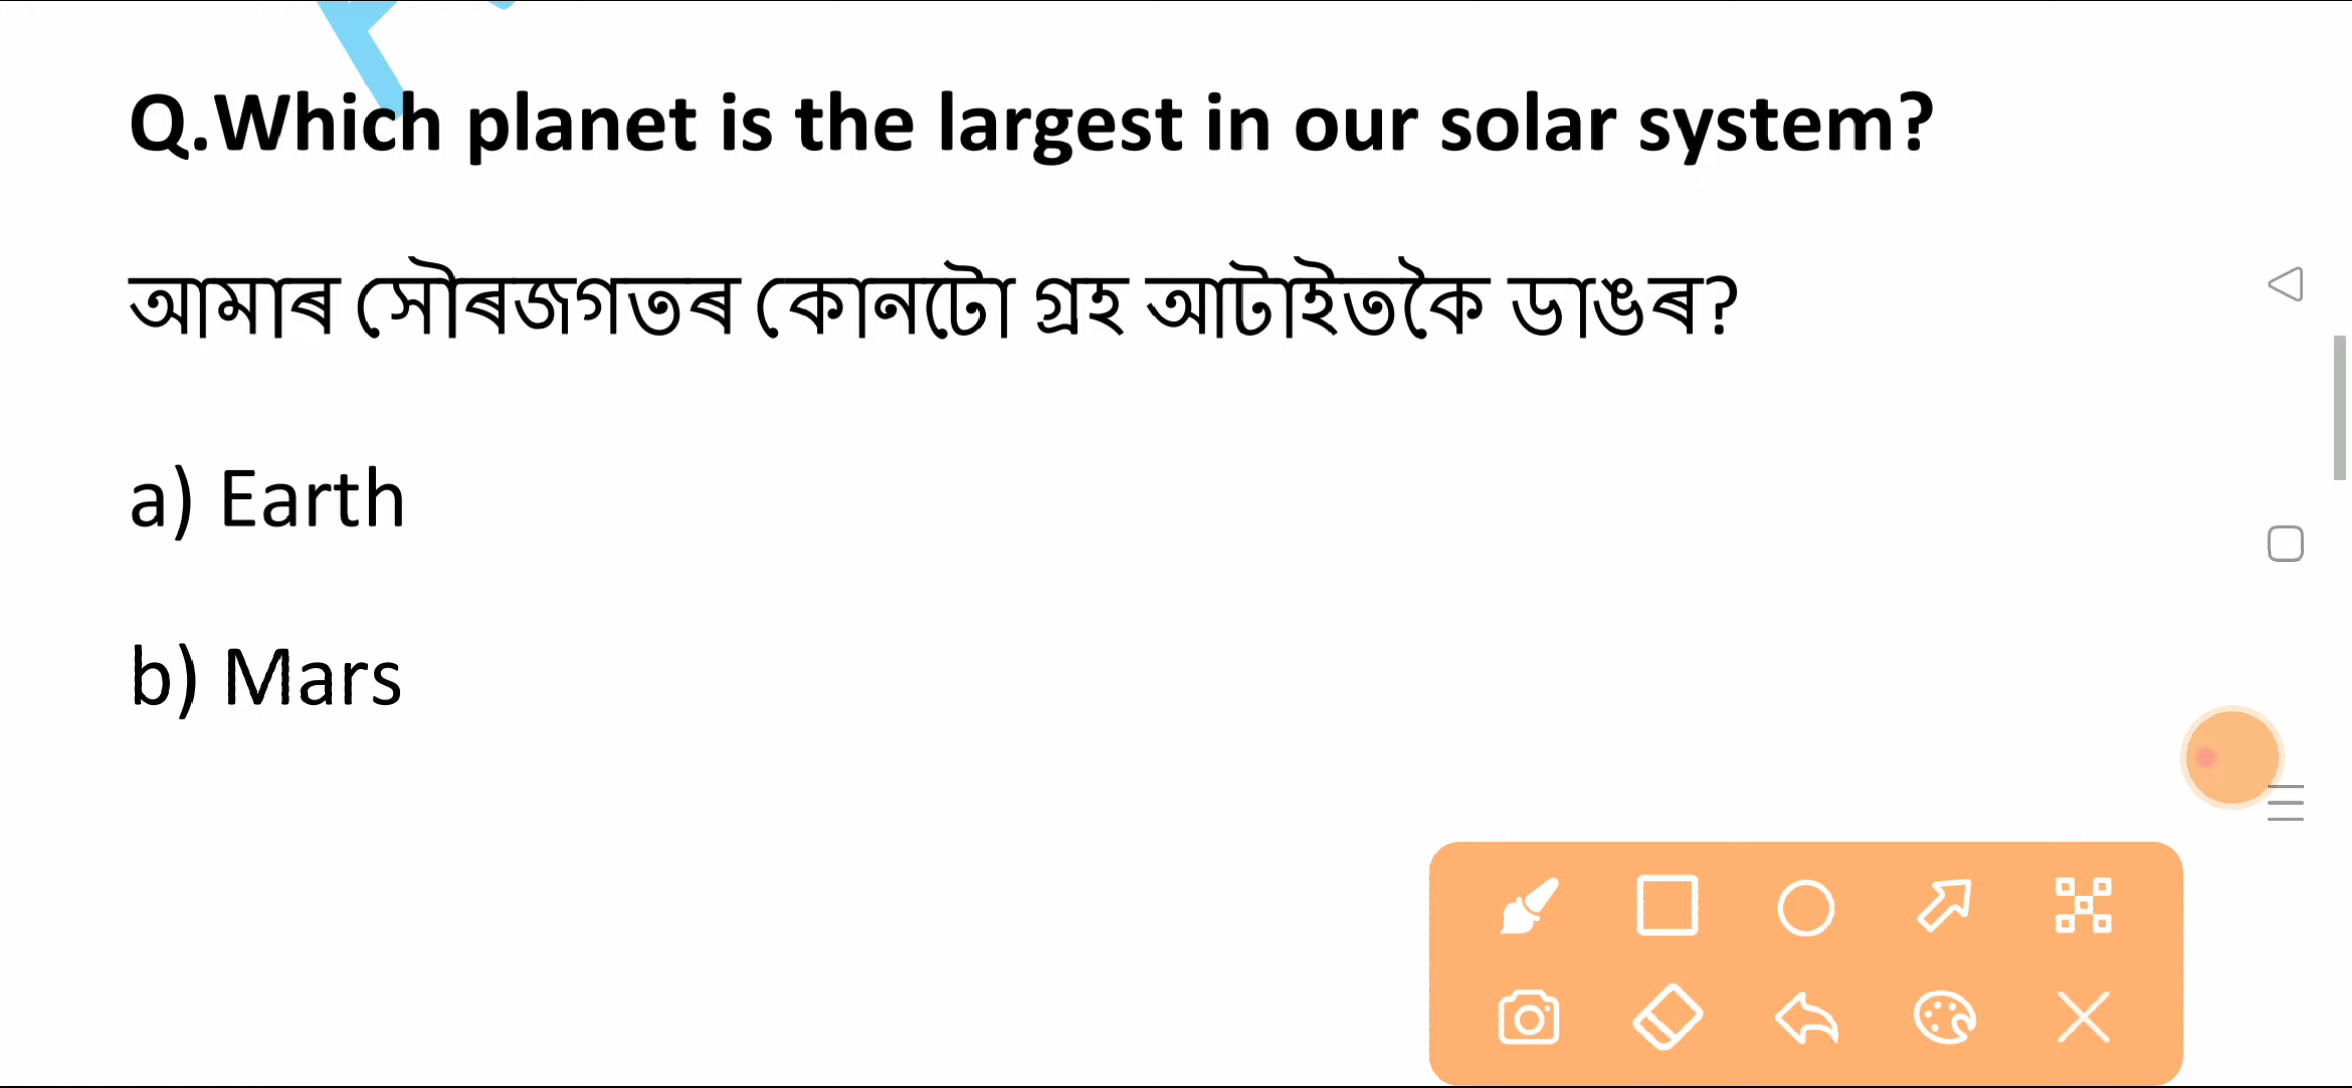 Q.Which planet is the largest in our solar system?
আমাৰ সৌৰজগতৰ কোনটো গ্ৰহ আটাইতকৈ ডাঙৰ?
a) Earth
b) Mars